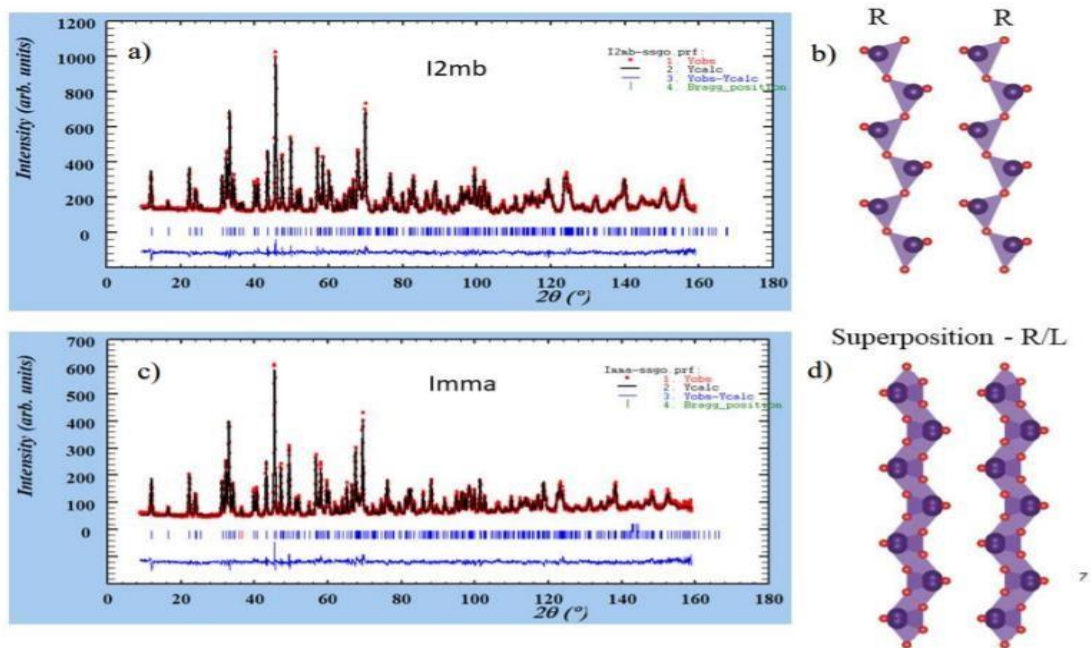 a)
I2mb
I2mb-ssgo.prf:
1. Yobs
2. Ycalc
3. Yobs-Ycalc
4. Bragg_position
Intensity (arb. units)
1200
1000
800
600
400
200
0
0 20 40 60 80 100 120 140 160 180
2θ (°)
b)
R R
c)
Imma
Imma-ssgo.prf:
1. Yobs
2. Ycalc
3. Yobs-Ycalc
4. Bragg_position
Intensity (arb. units)
700
600
500
400
300
200
100
0
0 20 40 60 80 100 120 140 160 180
2θ (°)
Superposition - R/L
d)
z